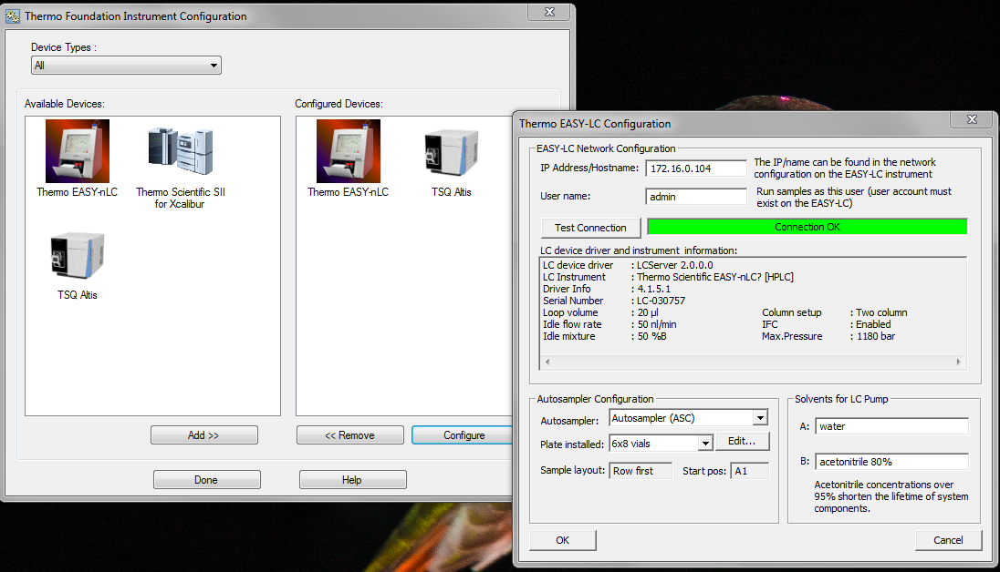 Thermo Foundation Instrument Configuration
Device Types :
All
Available Devices:
Configured Devices:
Thermo EASY-nLC
Thermo Scientific SII
for Xcalibur
TSQ Altis
Thermo EASY-nLC
TSQ Altis
Add >>
<< Remove
Configure
Done
Help
Thermo EASY-LC Configuration
EASY-LC Network Configuration
IP Address/Hostname: 172.16.0.104
The IP/name can be found in the network
configuration on the EASY-LC instrument
User name: admin
Run samples as this user (user account must
exist on the EASY-LC)
Test Connection
Connection OK
LC device driver and instrument information:
LC device driver : LCServer 2.0.0.0
LC Instrument : Thermo Scientific EASY-nLC? [HPLC]
Driver Info : 4.1.5.1
Serial Number : LC-030757
Loop volume : 20 µl Column setup : Two column
Idle flow rate : 50 nl/min IFC : Enabled
Idle mixture : 50 %B Max.Pressure : 1180 bar
Autosampler Configuration
Autosampler: Autosampler (ASC)
Plate installed: 6x8 vials Edit...
Sample layout: Row first Start pos: A1
Solvents for LC Pump
A: water
B: acetonitrile 80%
Acetonitrile concentrations over
95% shorten the lifetime of system
components.
OK
Cancel